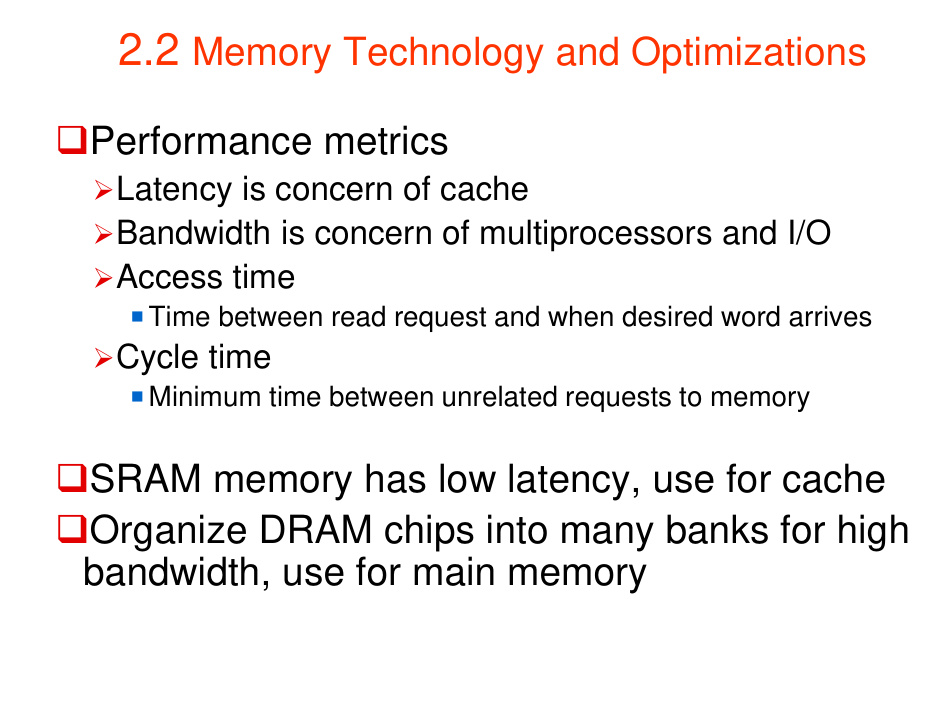 2.2 Memory Technology and Optimizations
Performance metrics
Latency is concern of cache
Bandwidth is concern of multiprocessors and I/O
Access time
Time between read request and when desired word arrives
Cycle time
Minimum time between unrelated requests to memory
SRAM memory has low latency, use for cache
Organize DRAM chips into many banks for high
bandwidth, use for main memory